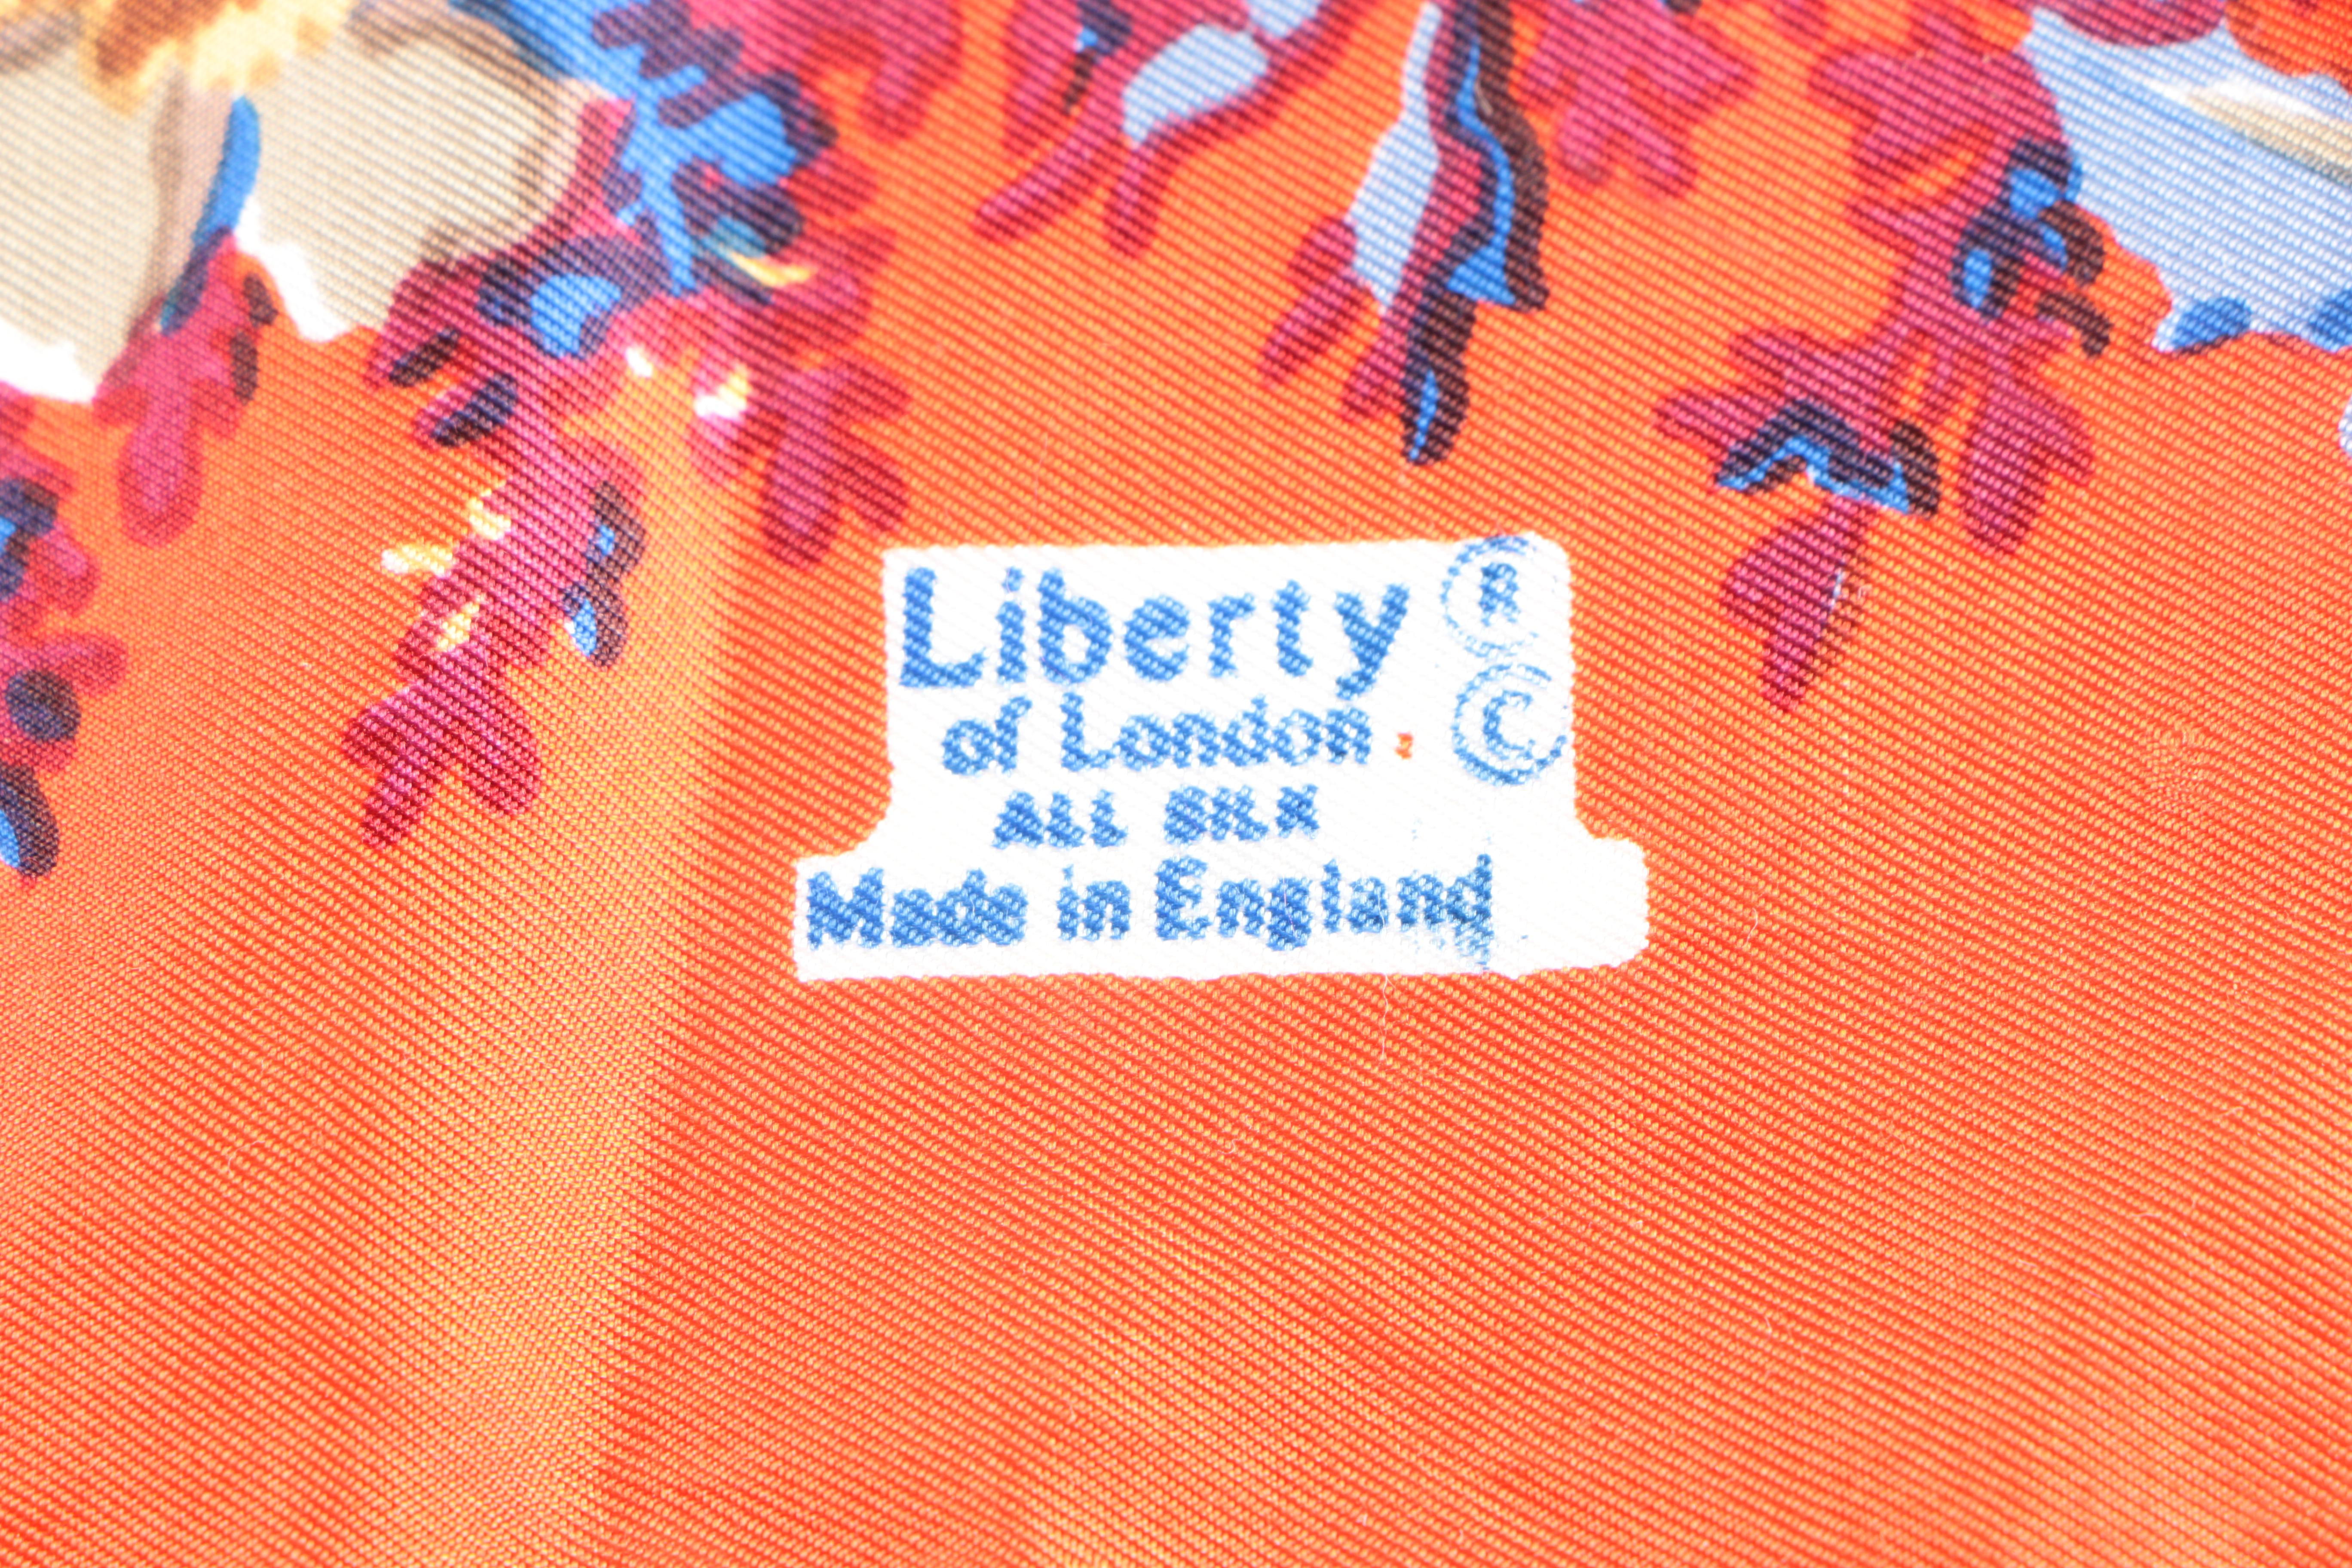 Liberty ®
of London ©
ALL SILK
Made in England